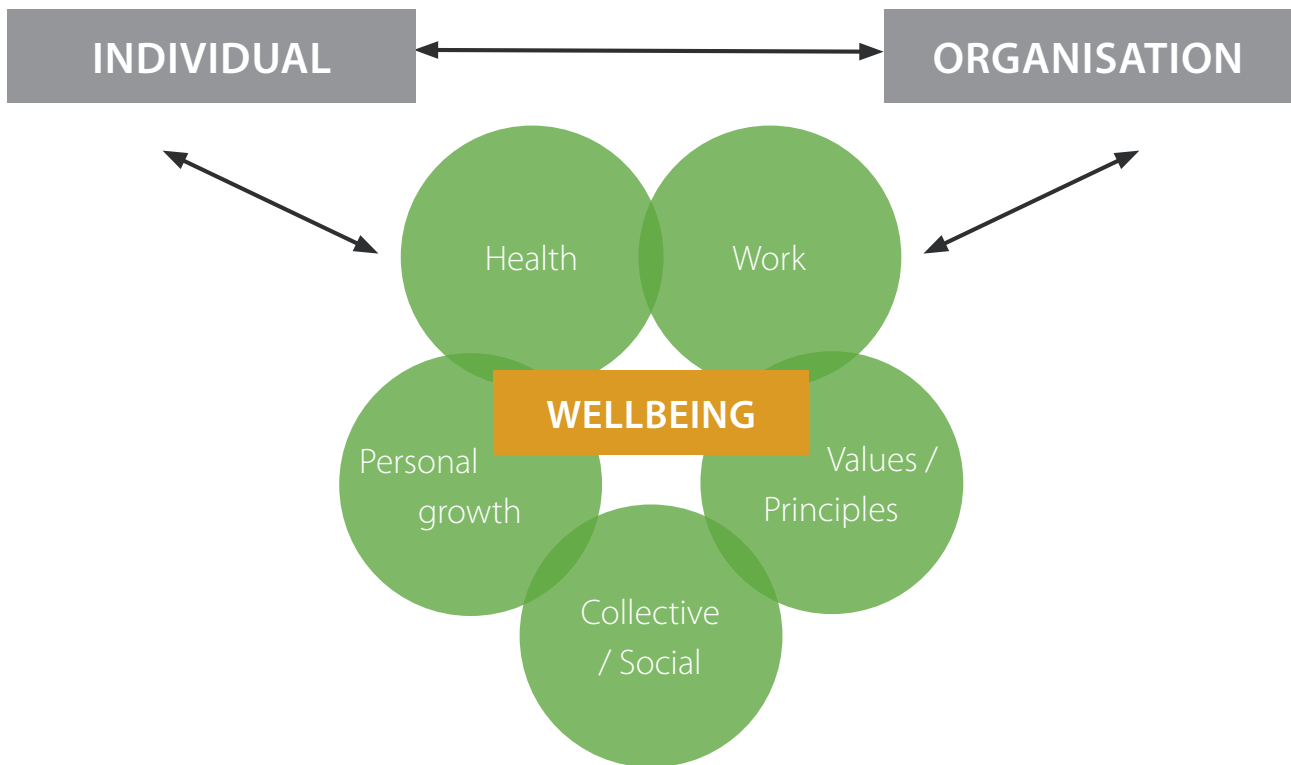 INDIVIDUAL
ORGANISATION
Health
Work
WELLBEING
Personal
growth
Values /
Principles
Collective
/ Social